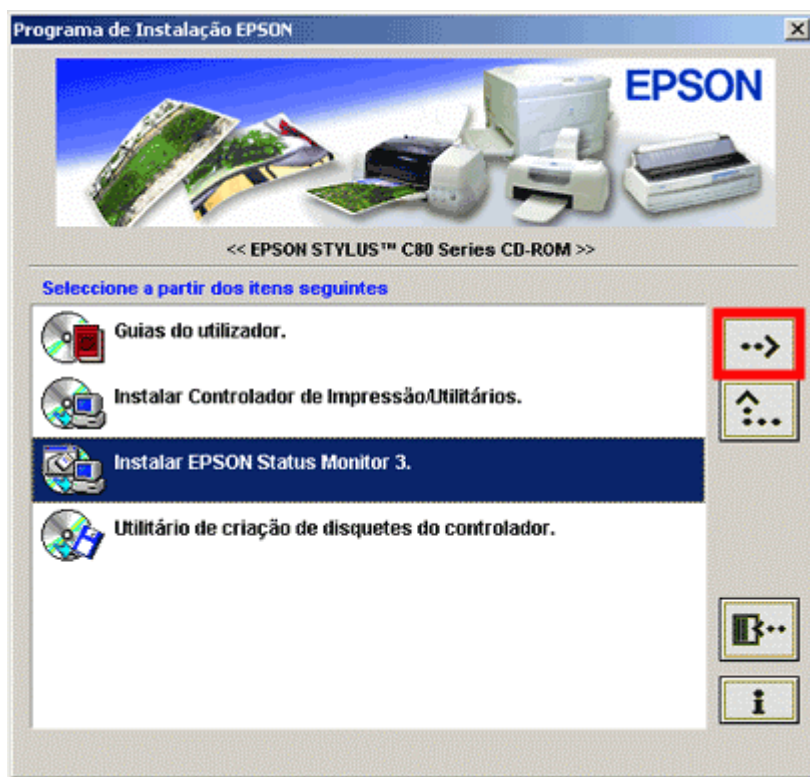 Programa de Instalação EPSON
EPSON
<< EPSON STYLUS™ C80 Series CD-ROM >>
Seleccione a partir dos itens seguintes
Guias do utilizador.
Instalar Controlador de Impressão/Utilitários.
Instalar EPSON Status Monitor 3.
Utilitário de criação de disquetes do controlador.
i